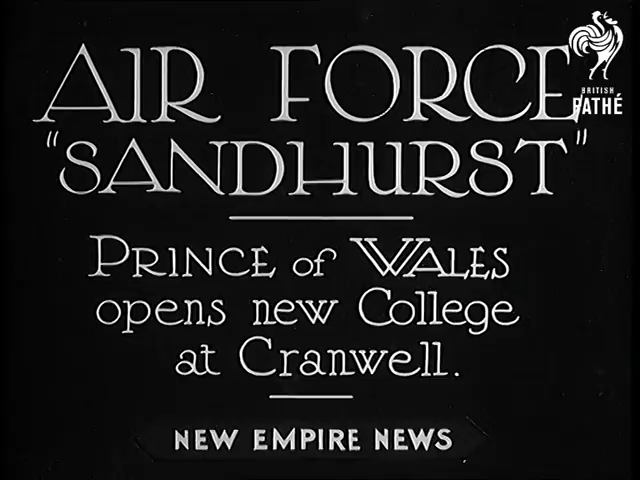 AIR FORCE
"SANDHURST"
PRINCE of WALES
opens new College
at Cranwell.
NEW EMPIRE NEWS
BRITISH
PATHÉ